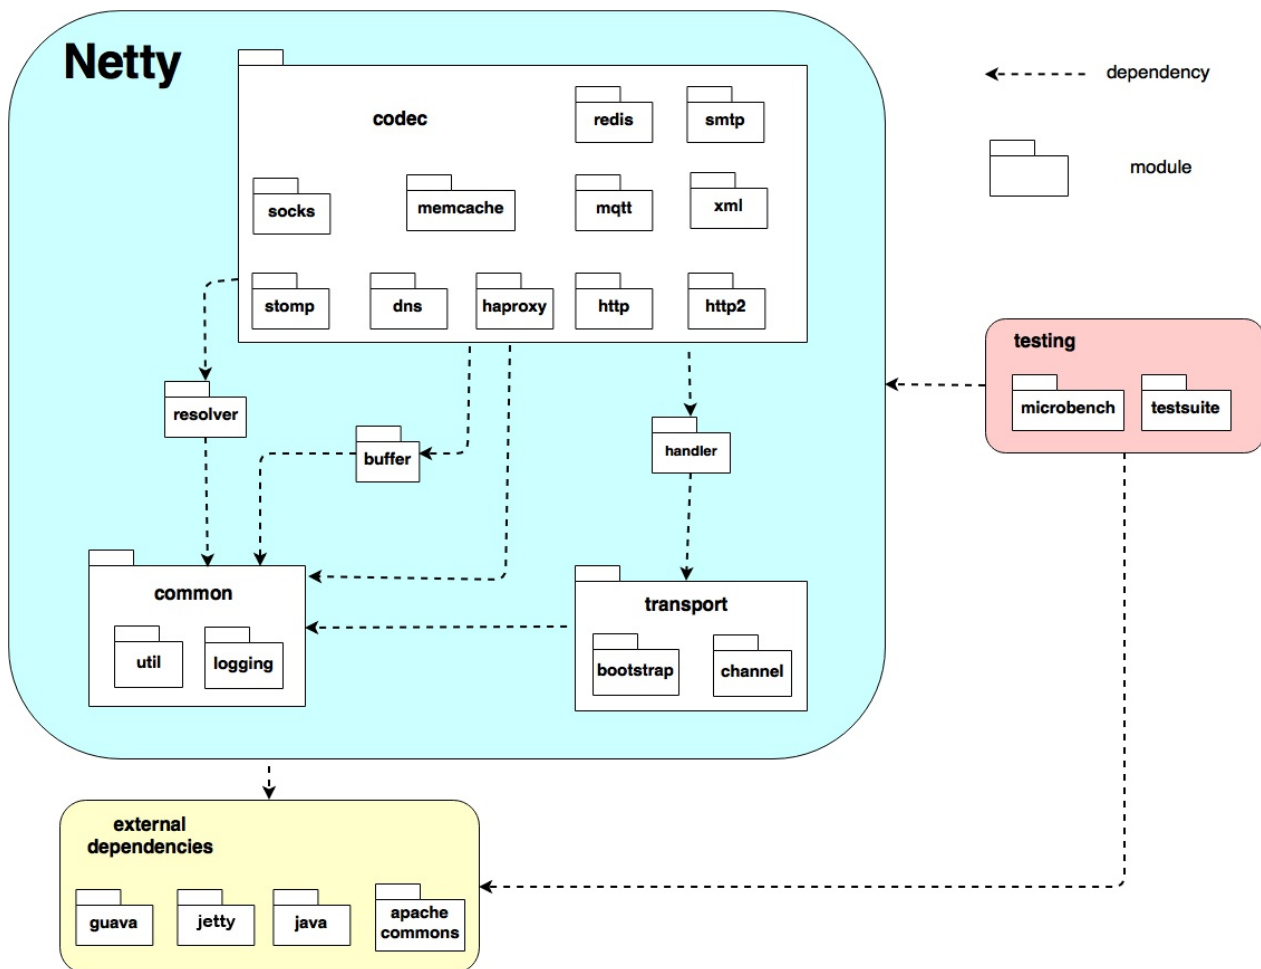 Netty
codec
redis
smtp
socks
memcache
mqtt
xml
stomp
dns
haproxy
http
http2
resolver
buffer
handler
common
util
logging
transport
bootstrap
channel
dependency
module
testing
microbench
testsuite
external
dependencies
guava
jetty
java
apache
commons